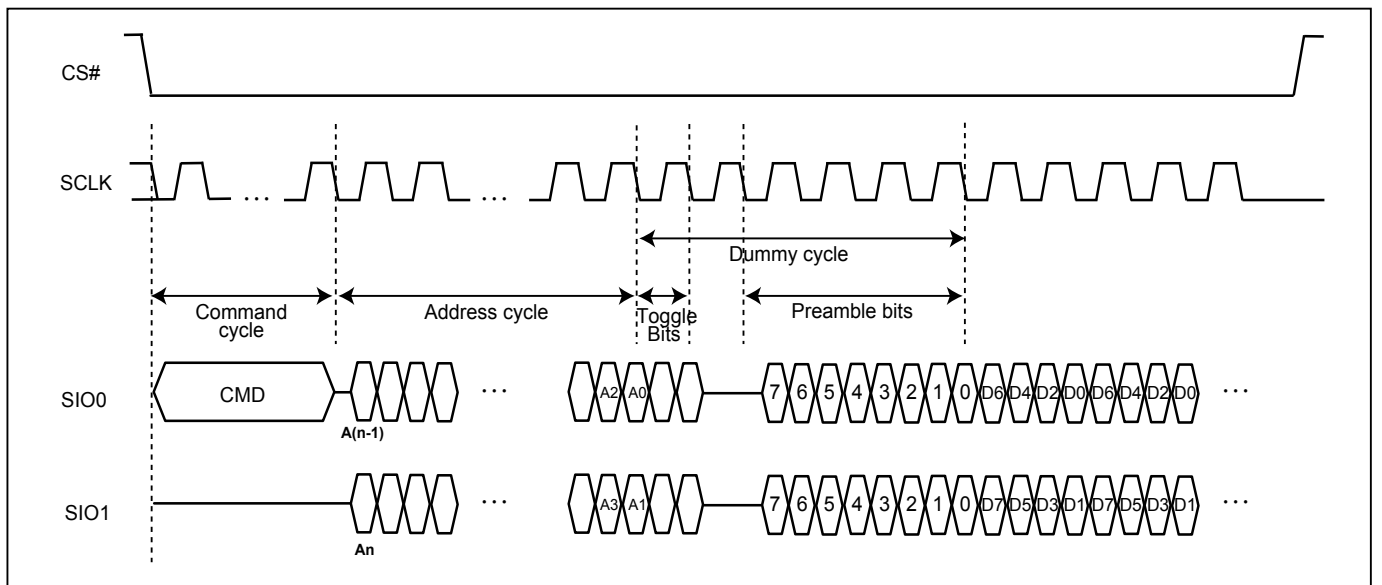 CS#
SCLK
... ...
Dummy cycle
Command cycle
Address cycle
Toggle Bits
Preamble bits
SIO0
CMD
A(n-1)
...
A2 A0
7 6 5 4 3 2 1 0 D6 D4 D2 D0 D6 D4 D2 D0
...
SIO1
An
...
A3 A1
7 6 5 4 3 2 1 0 D7 D5 D3 D1 D7 D5 D3 D1
...